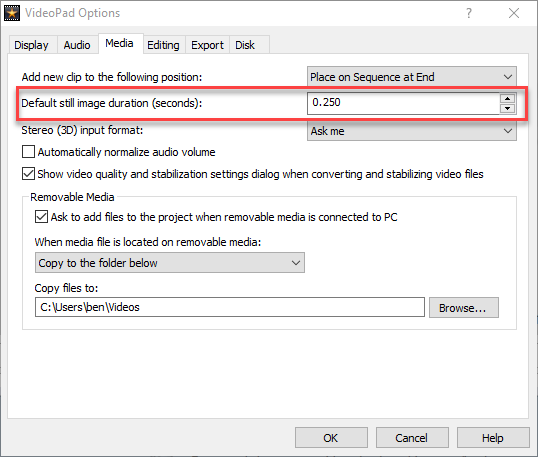 VideoPad Options
Display Audio Media Editing Export Disk
Add new clip to the following position: Place on Sequence at End
Default still image duration (seconds): 0.250
Stereo (3D) input format: Ask me
Automatically normalize audio volume
Show video quality and stabilization settings dialog when converting and stabilizing video files
Removable Media
Ask to add files to the project when removable media is connected to PC
When media file is located on removable media:
Copy to the folder below
Copy files to:
C:\Users\ben\Videos Browse...
OK Cancel Help